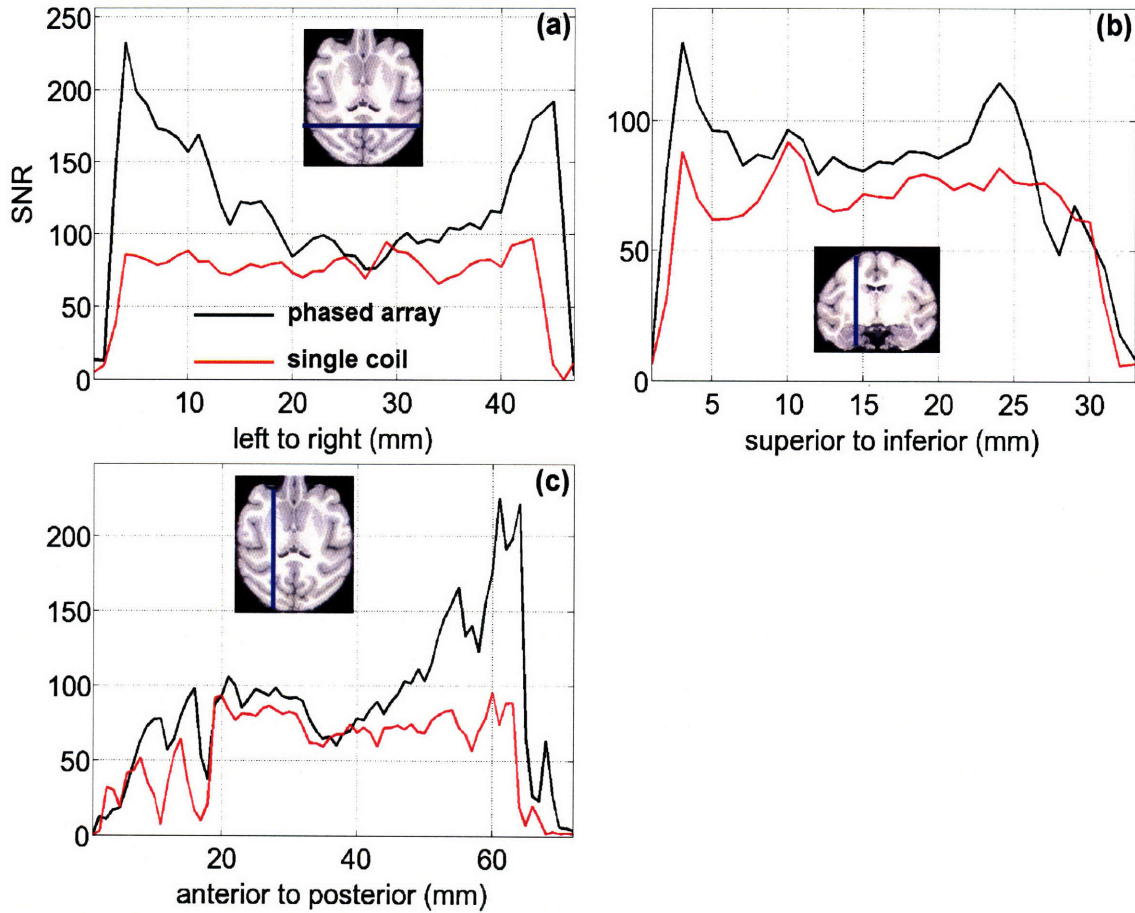 250
200
150
100
50
0
SNR
(a)
phased array
single coil
10 20 30 40
left to right (mm)
(b)
100
50
0
5 10 15 20 25 30
superior to inferior (mm)
(c)
200
150
100
50
0
20 40 60
anterior to posterior (mm)